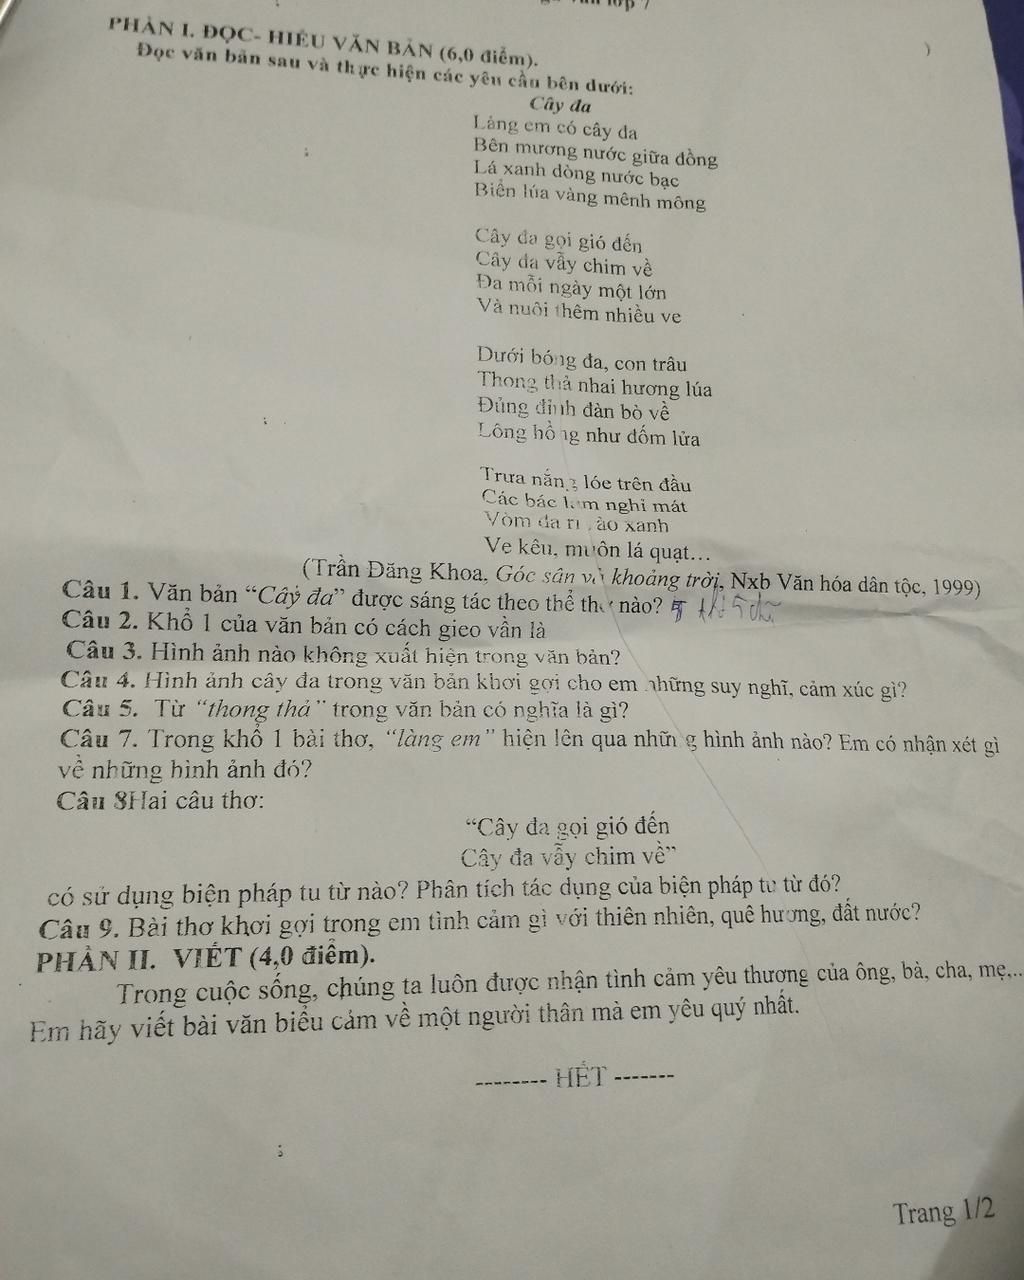 lớp 7
PHẦN I. ĐỌC- HIỂU VĂN BẢN (6,0 điểm).
Đọc văn bản sau và thực hiện các yêu cầu bên dưới:
Cây đa
Làng em có cây đa
Bên mương nước giữa đồng
Lá xanh dòng nước bạc
Biển lúa vàng mênh mông
Cây đa gọi gió đến
Cây đa vẫy chim về
Đa mỗi ngày một lớn
Và nuôi thêm nhiều ve
Dưới bóng đa, con trâu
Thong thả nhai hương lúa
Đủng đỉnh đàn bò về
Lông hồng như đốm lửa
Trưa nắng lóe trên đầu
Các bác làm nghỉ mát
Vòm đa rì rào xanh
Ve kêu, muôn lá quạt...
(Trần Đăng Khoa, Góc sân và khoảng trời, Nxb Văn hóa dân tộc, 1999)
Câu 1. Văn bản “Cây đa” được sáng tác theo thể thơ nào?
Câu 2. Khổ 1 của văn bản có cách gieo vần là
Câu 3. Hình ảnh nào không xuất hiện trong văn bản?
Câu 4. Hình ảnh cây đa trong văn bản khơi gợi cho em những suy nghĩ, cảm xúc gì?
Câu 5. Từ “thong thả” trong văn bản có nghĩa là gì?
Câu 7. Trong khổ 1 bài thơ, “làng em” hiện lên qua những hình ảnh nào? Em có nhận xét gì
về những hình ảnh đó?
Câu 8Hai câu thơ:
“Cây đa gọi gió đến
Cây đa vẫy chim về”
có sử dụng biện pháp tu từ nào? Phân tích tác dụng của biện pháp tu từ đó?
Câu 9. Bài thơ khơi gợi trong em tình cảm gì với thiên nhiên, quê hương, đất nước?
PHẦN II. VIẾT (4,0 điểm).
Trong cuộc sống, chúng ta luôn được nhận tình cảm yêu thương của ông, bà, cha, mẹ,..
Em hãy viết bài văn biểu cảm về một người thân mà em yêu quý nhất.
-------- HẾT -------
Trang 1/2